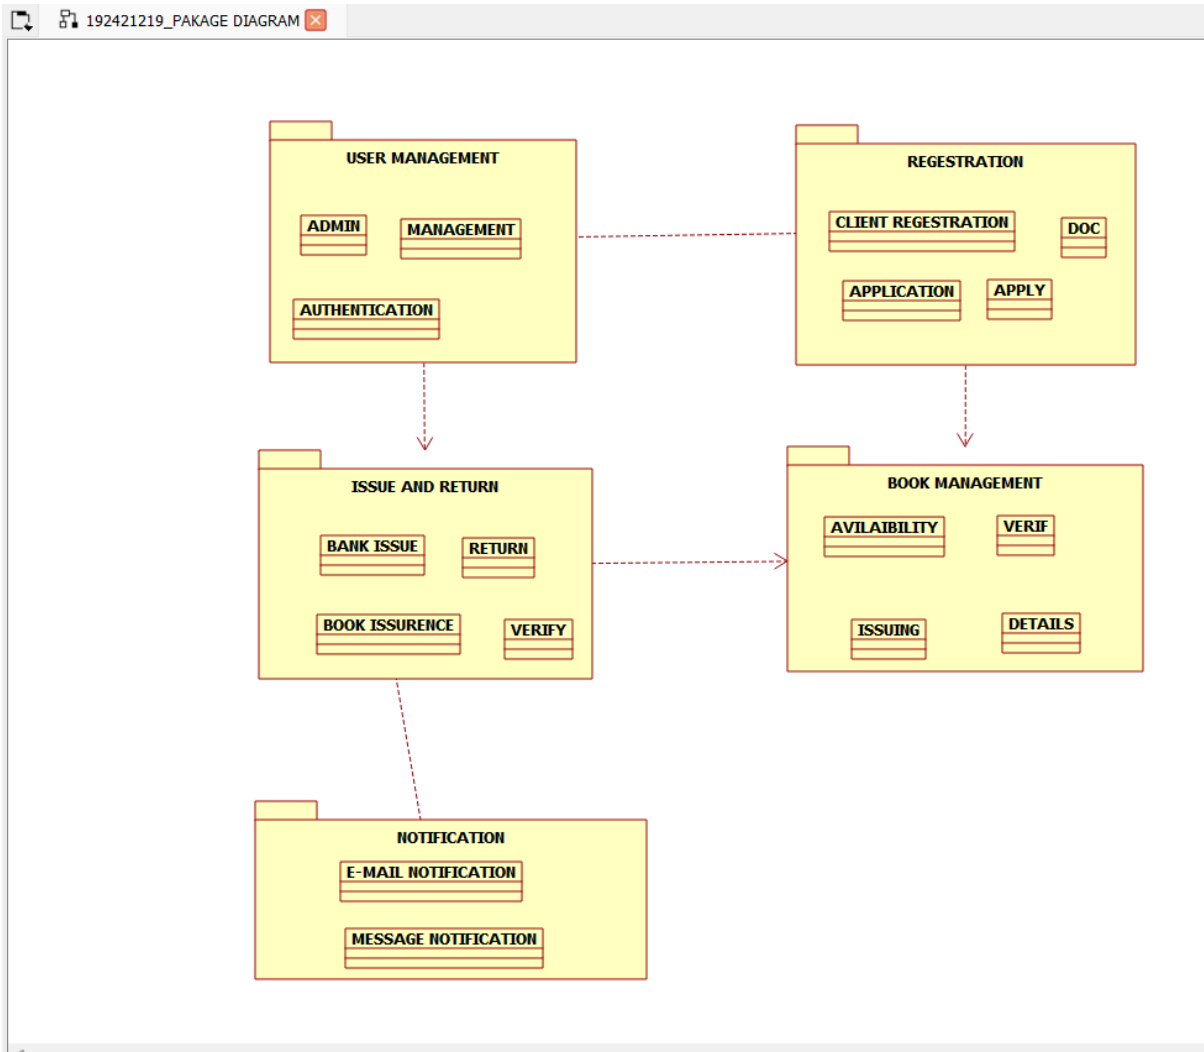 192421219_PAKAGE DIAGRAM
USER MANAGEMENT
ADMIN
MANAGEMENT
AUTHENTICATION
REGESTRATION
CLIENT REGESTRATION
DOC
APPLICATION
APPLY
ISSUE AND RETURN
BANK ISSUE
RETURN
BOOK ISSURENCE
VERIFY
BOOK MANAGEMENT
AVILAIBILITY
VERIF
ISSUING
DETAILS
NOTIFICATION
E-MAIL NOTIFICATION
MESSAGE NOTIFICATION